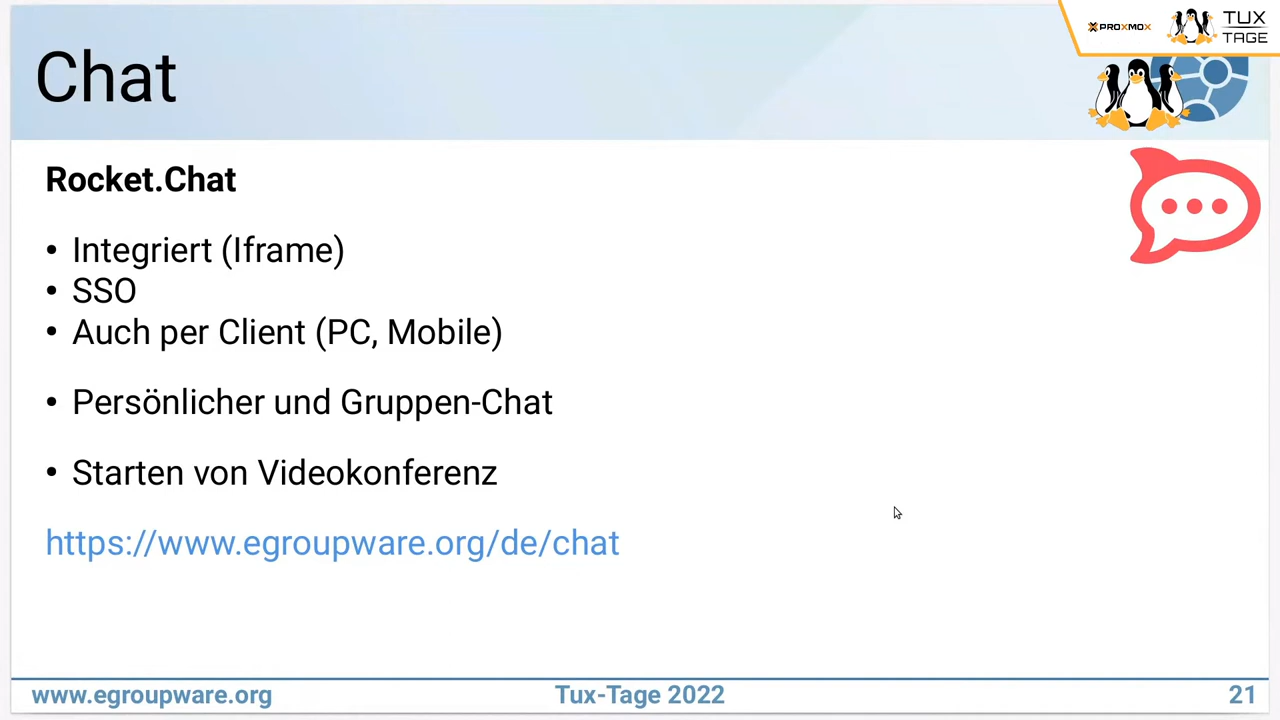 PROXMOX
TUX
TAGE
Chat
Rocket.Chat
• Integriert (Iframe)
• SSO
• Auch per Client (PC, Mobile)
• Persönlicher und Gruppen-Chat
• Starten von Videokonferenz
https://www.egroupware.org/de/chat
www.egroupware.org Tux-Tage 2022 21